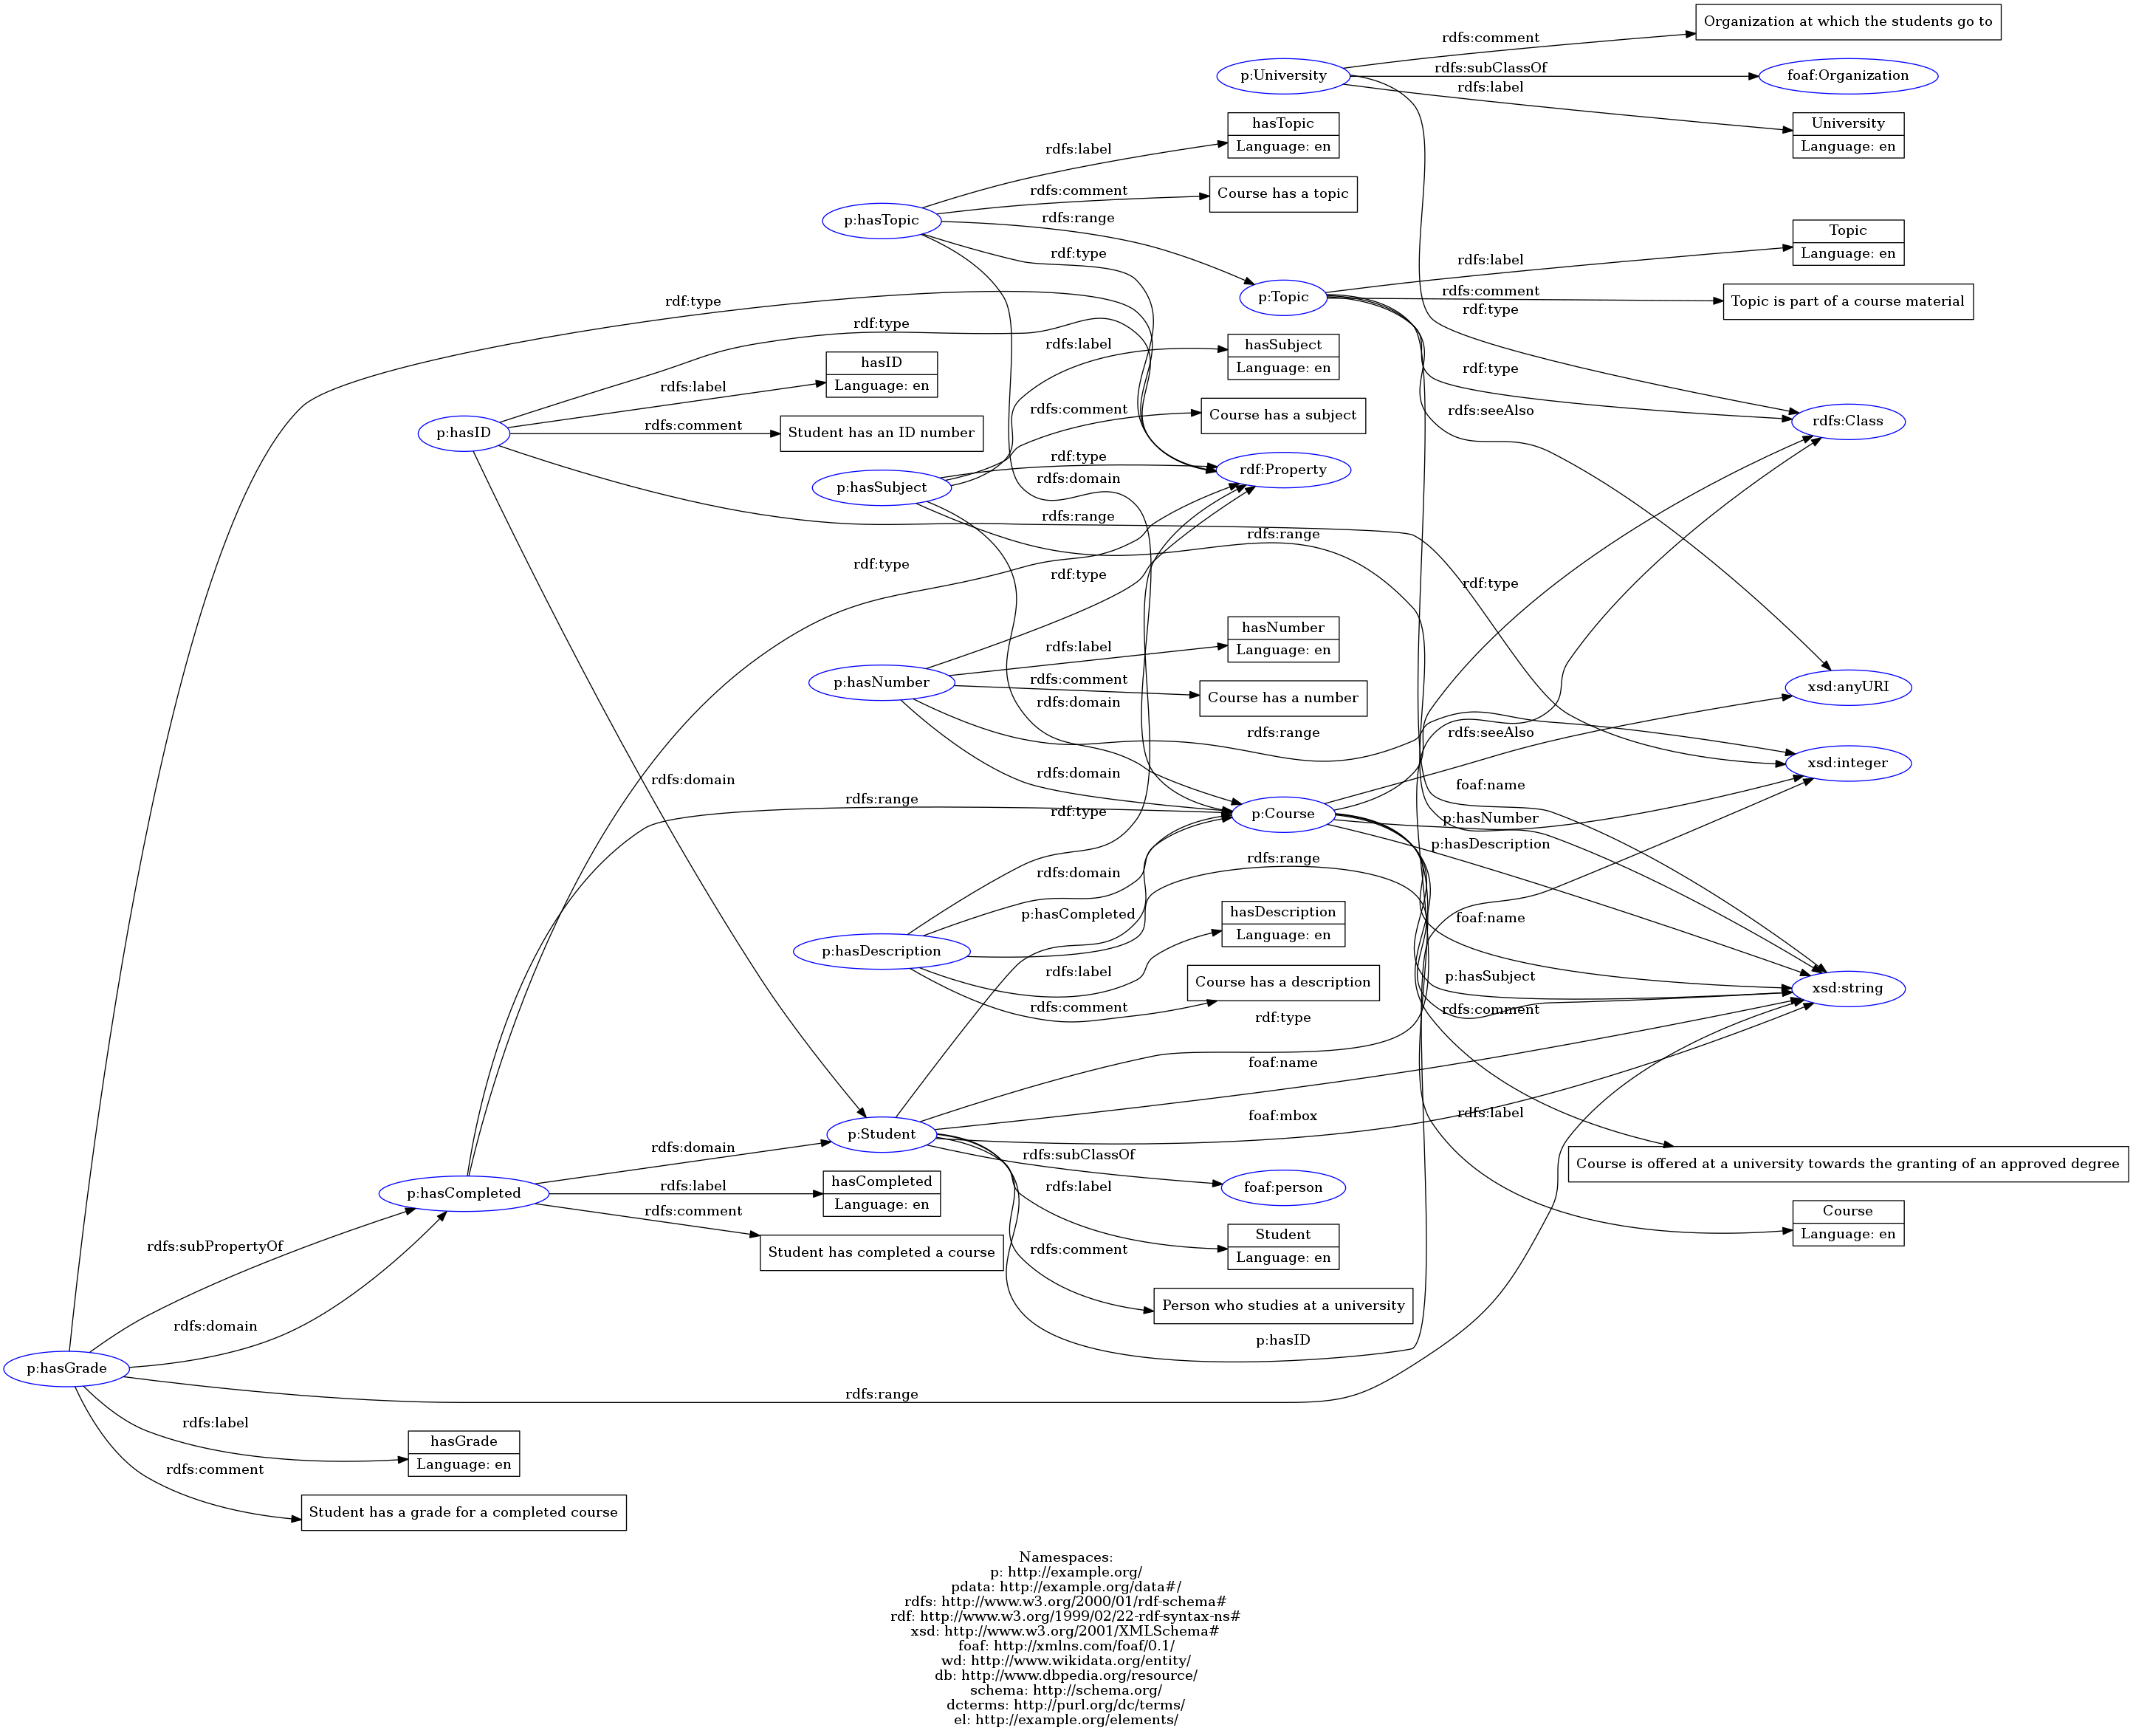 Organization at which the students go to
rdfs:comment
p:University
rdfs:subClassOf
foaf:Organization
rdfs:label
hasTopic
Language: en
University
Language: en
rdfs:label
rdfs:comment
Course has a topic
p:hasTopic
rdfs:range
Topic
Language: en
rdf:type
rdfs:label
p:Topic
rdfs:comment
Topic is part of a course material
rdf:type
rdf:type
rdf:type
rdfs:label
hasSubject
Language: en
hasID
Language: en
rdf:type
rdfs:label
rdfs:comment
Course has a subject
rdfs:seeAlso
rdfs:Class
p:hasID
rdfs:comment
Student has an ID number
rdf:type
rdf:Property
p:hasSubject
rdfs:domain
rdfs:range
rdfs:range
rdf:type
rdf:type
rdf:type
hasNumber
Language: en
rdfs:label
p:hasNumber
rdfs:comment
Course has a number
xsd:anyURI
rdfs:domain
rdfs:range
rdfs:seeAlso
xsd:integer
rdfs:domain
rdfs:domain
foaf:name
rdfs:range
rdf:type
p:Course
p:hasNumber
p:hasDescription
rdfs:range
rdfs:domain
p:hasCompleted
hasDescription
Language: en
foaf:name
p:hasDescription
rdfs:label
Course has a description
p:hasSubject
xsd:string
rdfs:comment
rdf:type
rdfs:comment
foaf:name
foaf:mbox
rdfs:label
p:Student
rdfs:domain
rdfs:subClassOf
Course is offered at a university towards the granting of an approved degree
p:hasCompleted
rdfs:label
hasCompleted
Language: en
rdfs:label
foaf:person
rdfs:comment
Student has completed a course
Course
Language: en
Student
Language: en
rdfs:subPropertyOf
rdfs:comment
Person who studies at a university
rdfs:domain
p:hasID
p:hasGrade
rdfs:range
rdfs:label
hasGrade
Language: en
rdfs:comment
Student has a grade for a completed course
Namespaces:
p: http://example.org/
pdata: http://example.org/data#/
rdfs: http://www.w3.org/2000/01/rdf-schema#
rdf: http://www.w3.org/1999/02/22-rdf-syntax-ns#
xsd: http://www.w3.org/2001/XMLSchema#
foaf: http://xmlns.com/foaf/0.1/
wd: http://www.wikidata.org/entity/
db: http://www.dbpedia.org/resource/
schema: http://schema.org/
dcterms: http://purl.org/dc/terms/
el: http://example.org/elements/